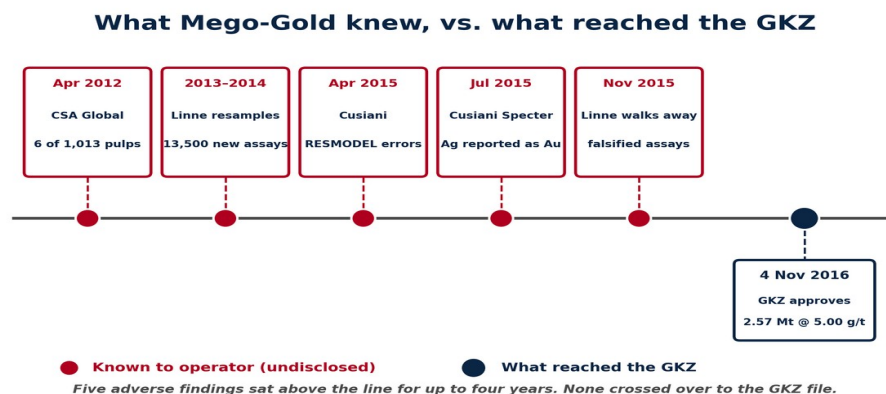 What Mego-Gold knew, vs. what reached the GKZ
Apr 2012
CSA Global
6 of 1,013 pulps
2013–2014
Linne resamples
13,500 new assays
Apr 2015
Cusiani
RESMODEL errors
Jul 2015
Cusiani Specter
Ag reported as Au
Nov 2015
Linne walks away
falsified assays
4 Nov 2016
GKZ approves
2.57 Mt @ 5.00 g/t
Known to operator (undisclosed)
What reached the GKZ
Five adverse findings sat above the line for up to four years. None crossed over to the GKZ file.